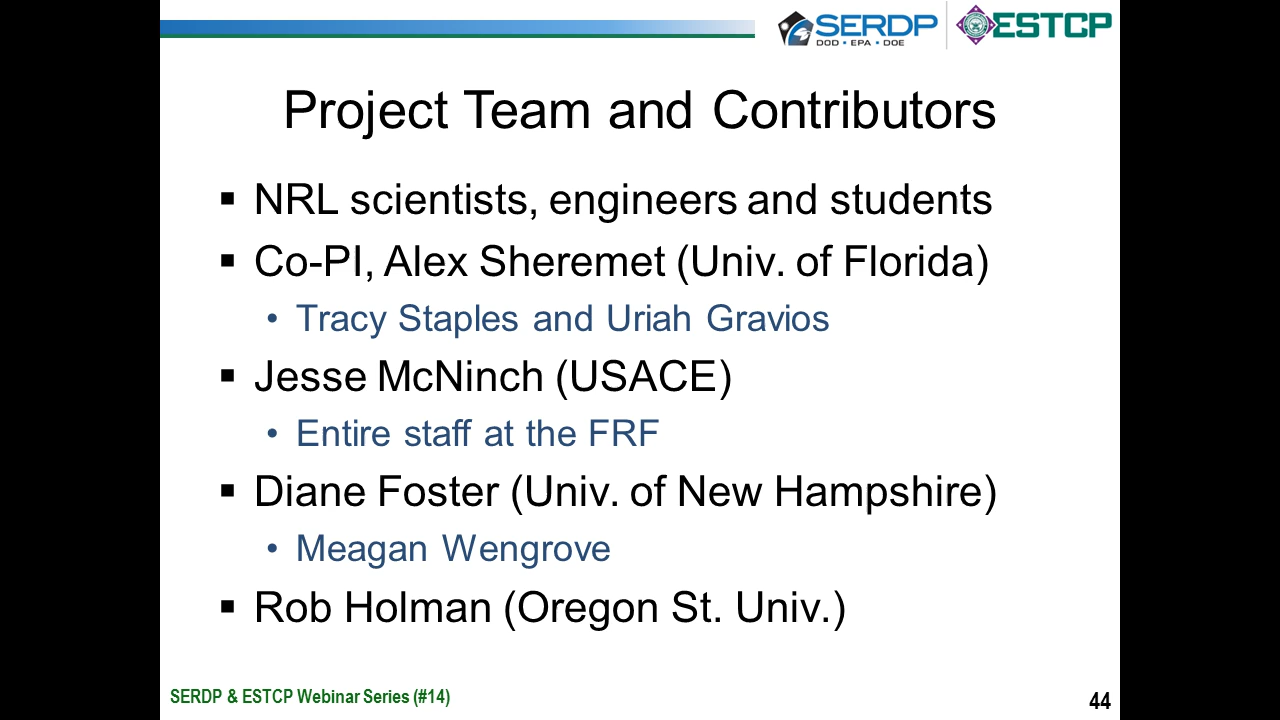 SERDP
DOD • EPA • DOE
ESTCP
Project Team and Contributors
▪ NRL scientists, engineers and students
▪ Co-PI, Alex Sheremet (Univ. of Florida)
• Tracy Staples and Uriah Gravios
▪ Jesse McNinch (USACE)
• Entire staff at the FRF
▪ Diane Foster (Univ. of New Hampshire)
• Meagan Wengrove
▪ Rob Holman (Oregon St. Univ.)
SERDP & ESTCP Webinar Series (#14)
44